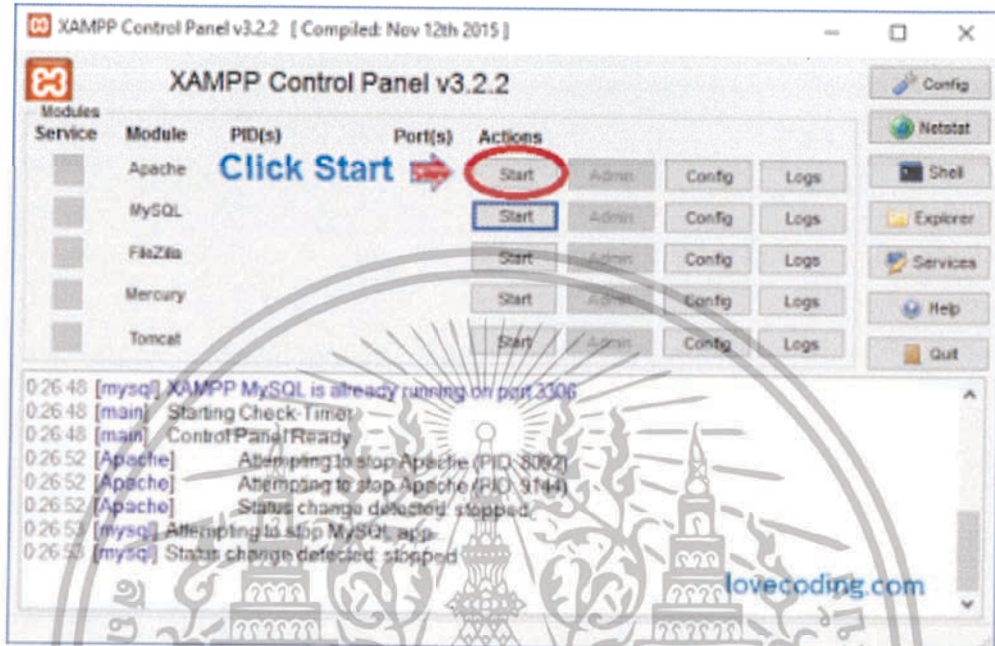 XAMPP Control Panel v3.2.2 [ Compiled: Nov 12th 2015 ]
XAMPP Control Panel v3.2.2
Config
Modules
Service Module PID(s) Port(s) Actions
Netstat
Apache Click Start Start Admin Config Logs Shell
MySQL Start Admin Config Logs Explorer
FileZilla Start Admin Config Logs Services
Mercury Start Admin Config Logs Help
Tomcat Start Admin Config Logs Quit
0:26:48 [mysql] XAMPP MySQL is already running on port 3306
0:26:48 [main] Starting Check-Timer
0:26:48 [main] Control Panel Ready
0:26:52 [Apache] Attempting to stop Apache (PID: 8092)
0:26:52 [Apache] Attempting to stop Apache (PID: 9144)
0:26:52 [Apache] Status change detected: stopped
0:26:53 [mysql] Attempting to stop MySQL app
0:26:53 [mysql] Status change detected: stopped
lovecoding.com